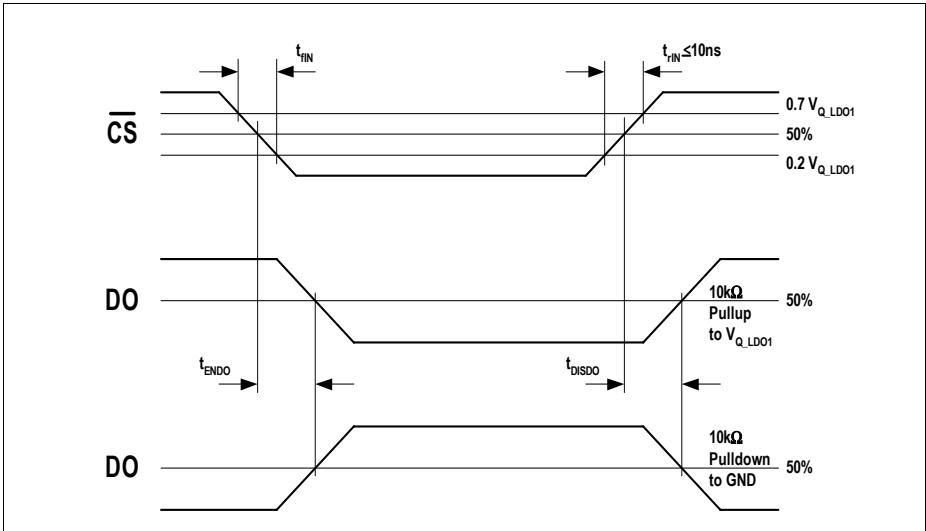 t_fIN
t_rIN≤10ns
0.7 V_Q_LDO1
CS
50%
0.2 V_Q_LDO1
DO
10kΩ
Pullup
to V_Q_LDO1
50%
t_ENDO
t_DISDO
DO
10kΩ
Pulldown
to GND
50%